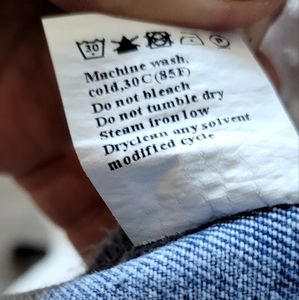 30
Machine wash,
cold,30C(85F)
Do not bleach
Do not tumble dry
Steam iron low
Dryclean any solvent
modified cycle